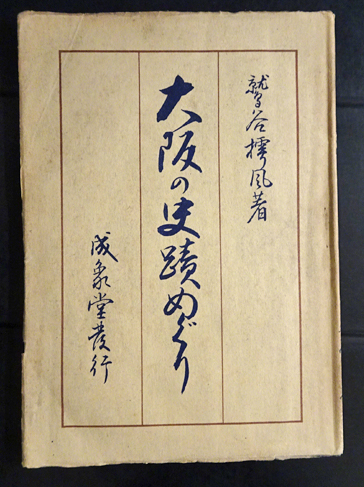 鷲谷樗風著
大阪の史蹟めぐり
成象堂發行